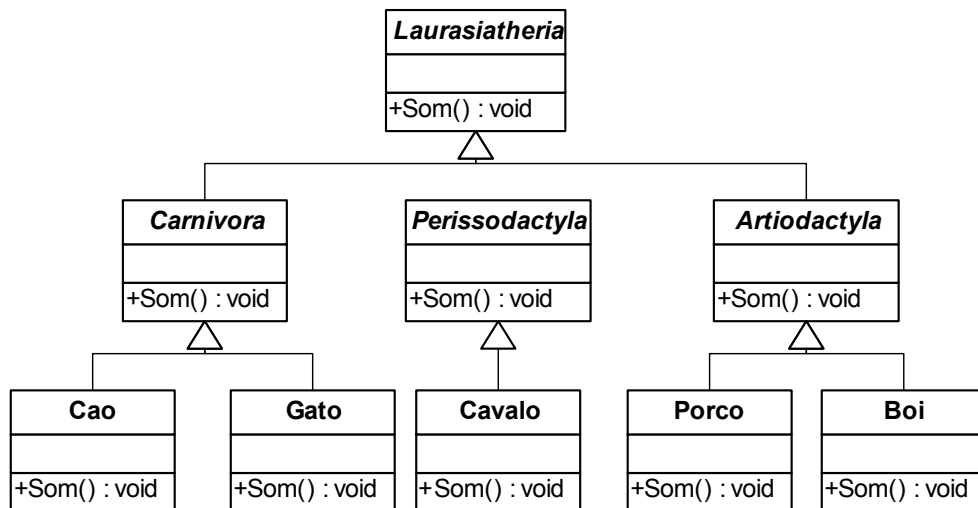 Laurasiatheria
+Som() : void
Carnivora
+Som() : void
Perissodactyla
+Som() : void
Artiodactyla
+Som() : void
Cao
+Som() : void
Gato
+Som() : void
Cavalo
+Som() : void
Porco
+Som() : void
Boi
+Som() : void